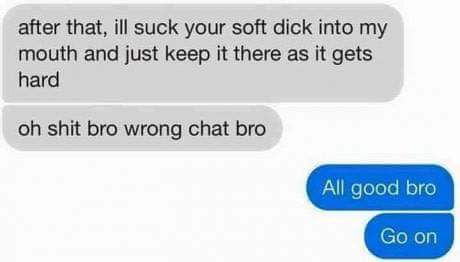 after that, ill suck your soft dick into my
mouth and just keep it there as it gets
hard
oh shit bro wrong chat bro
All good bro
Go on